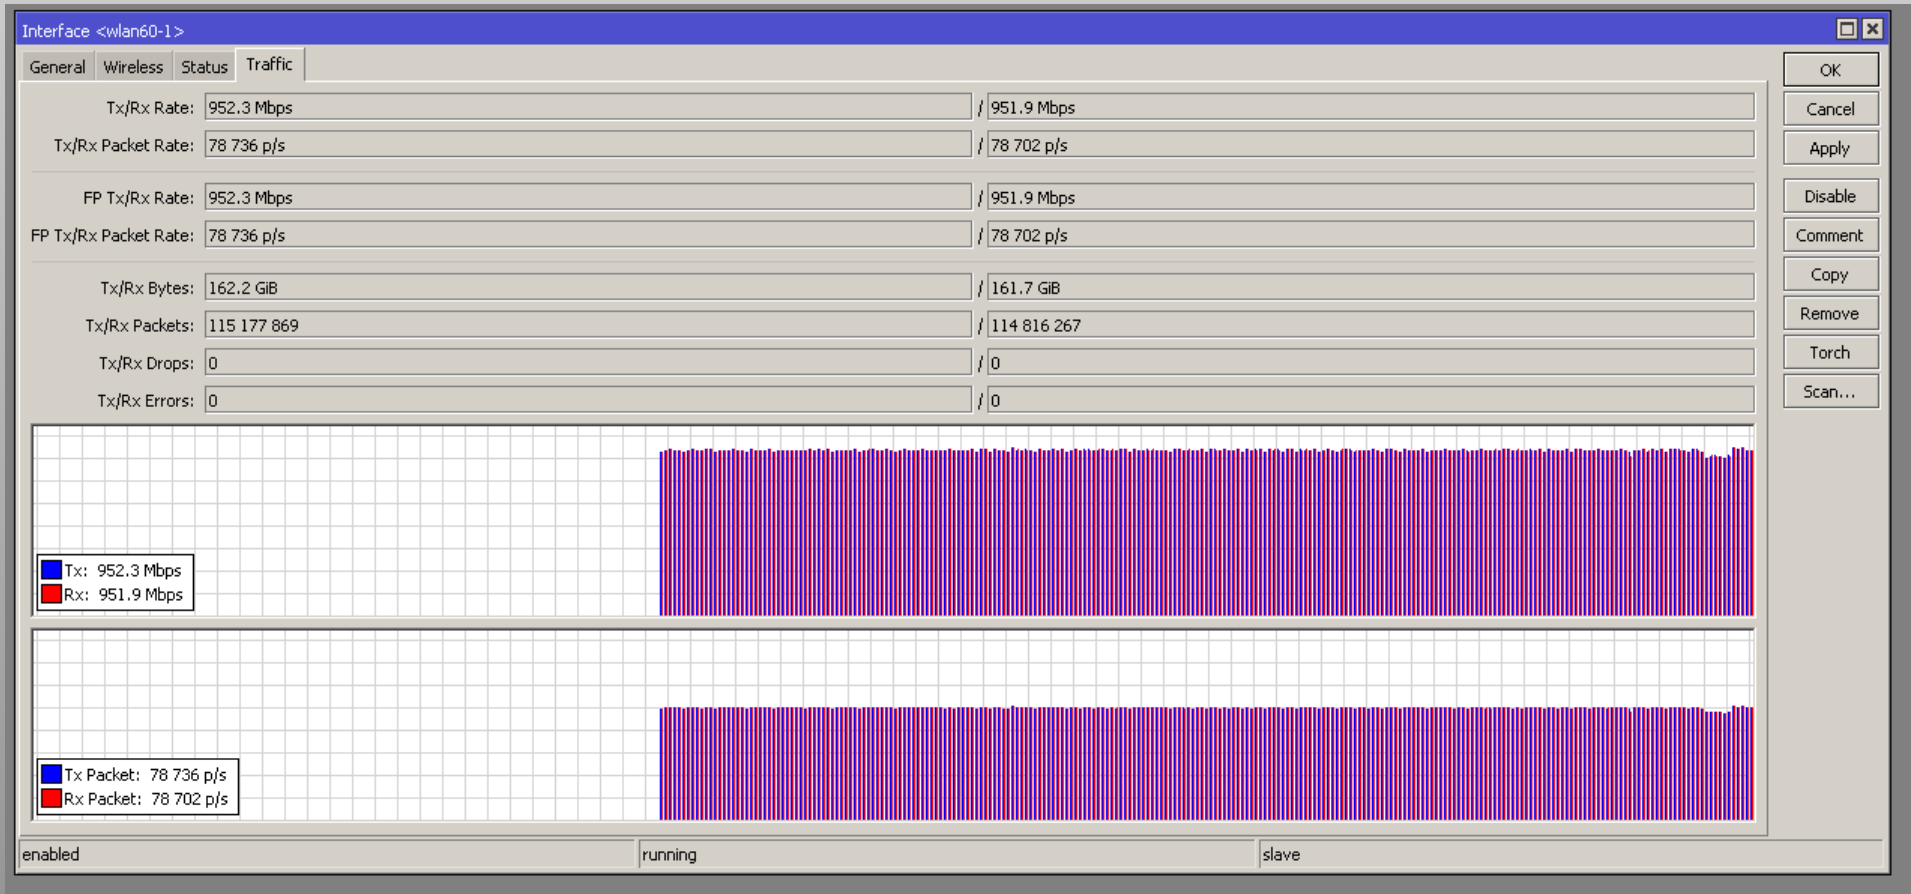 Interface <wlan60-1>
General Wireless Status Traffic
OK
Tx/Rx Rate: 952.3 Mbps / 951.9 Mbps
Cancel
Tx/Rx Packet Rate: 78 736 p/s / 78 702 p/s
Apply
FP Tx/Rx Rate: 952.3 Mbps / 951.9 Mbps
Disable
FP Tx/Rx Packet Rate: 78 736 p/s / 78 702 p/s
Comment
Tx/Rx Bytes: 162.2 GiB / 161.7 GiB
Copy
Tx/Rx Packets: 115 177 869 / 114 816 267
Remove
Tx/Rx Drops: 0 / 0
Torch
Tx/Rx Errors: 0 / 0
Scan...
Tx: 952.3 Mbps
Rx: 951.9 Mbps
Tx Packet: 78 736 p/s
Rx Packet: 78 702 p/s
enabled running slave